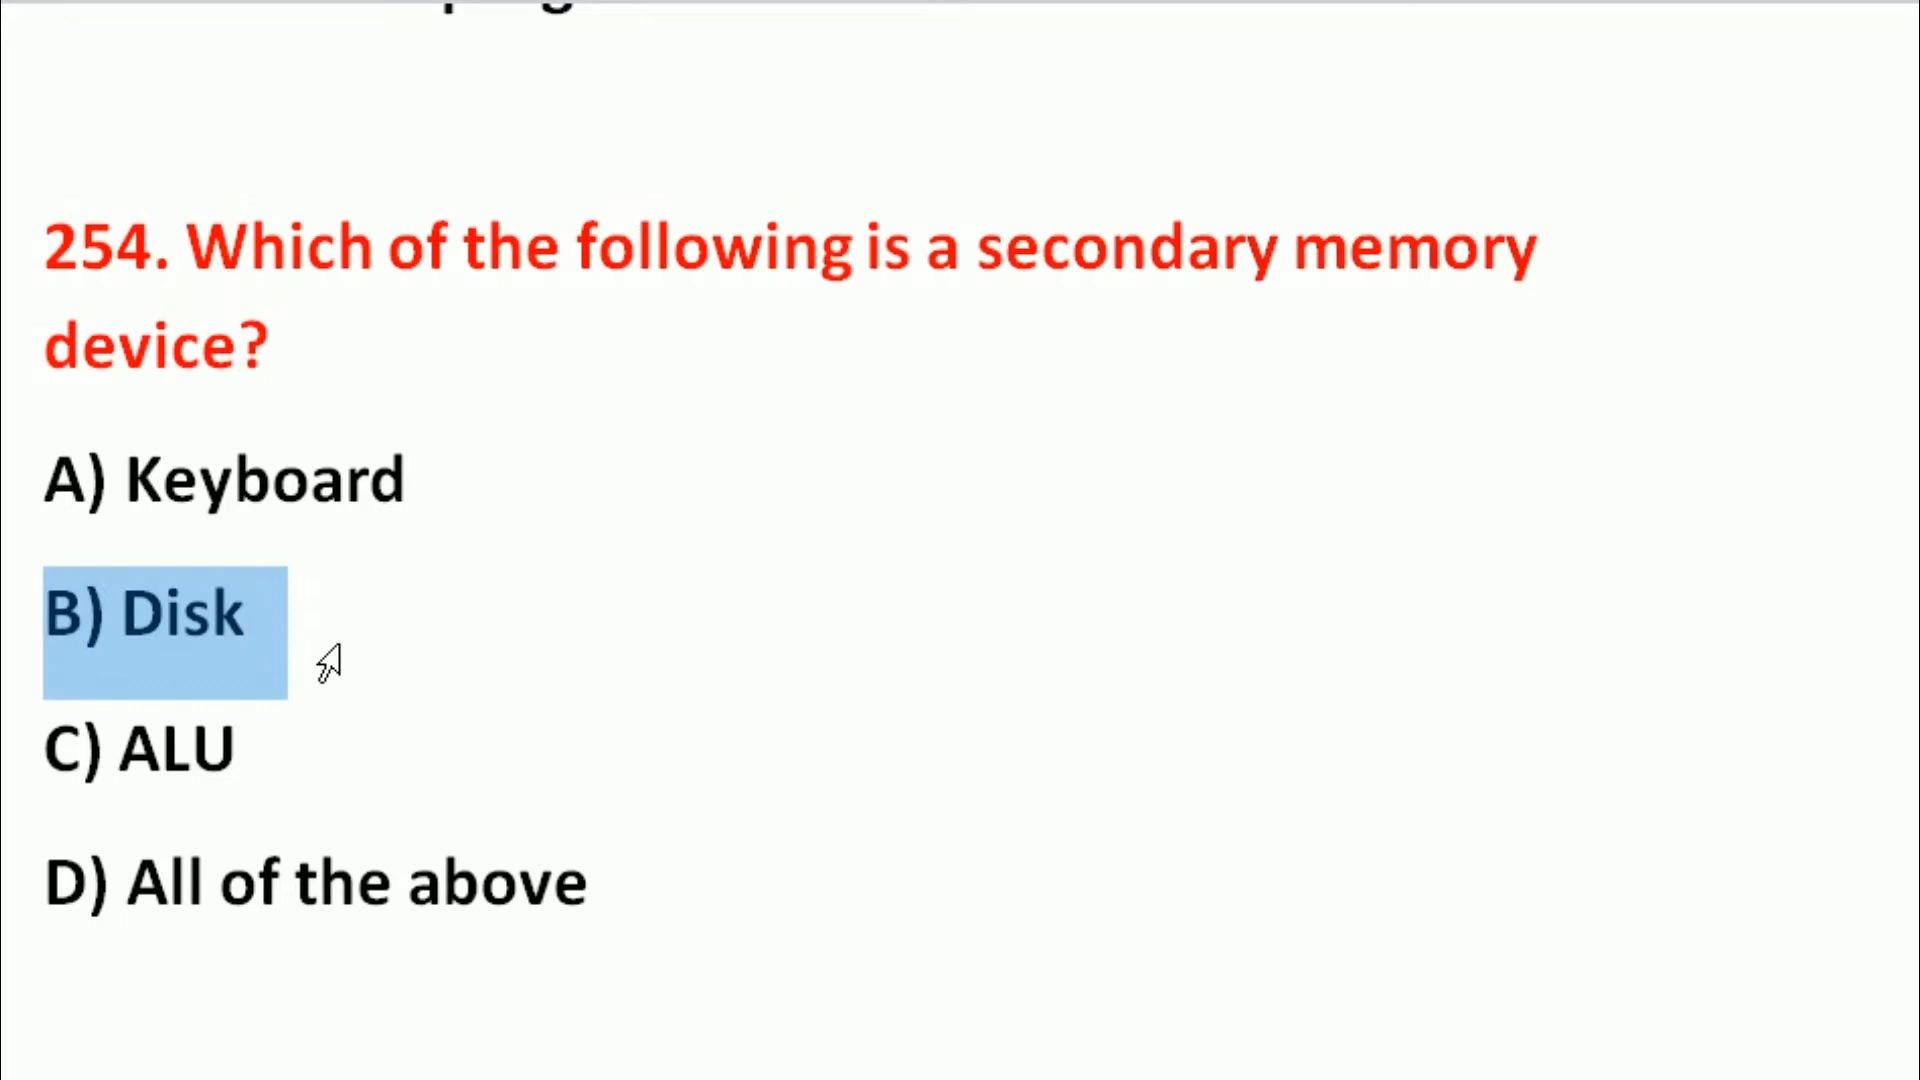 254. Which of the following is a secondary memory
device?
A) Keyboard
B) Disk
C) ALU
D) All of the above